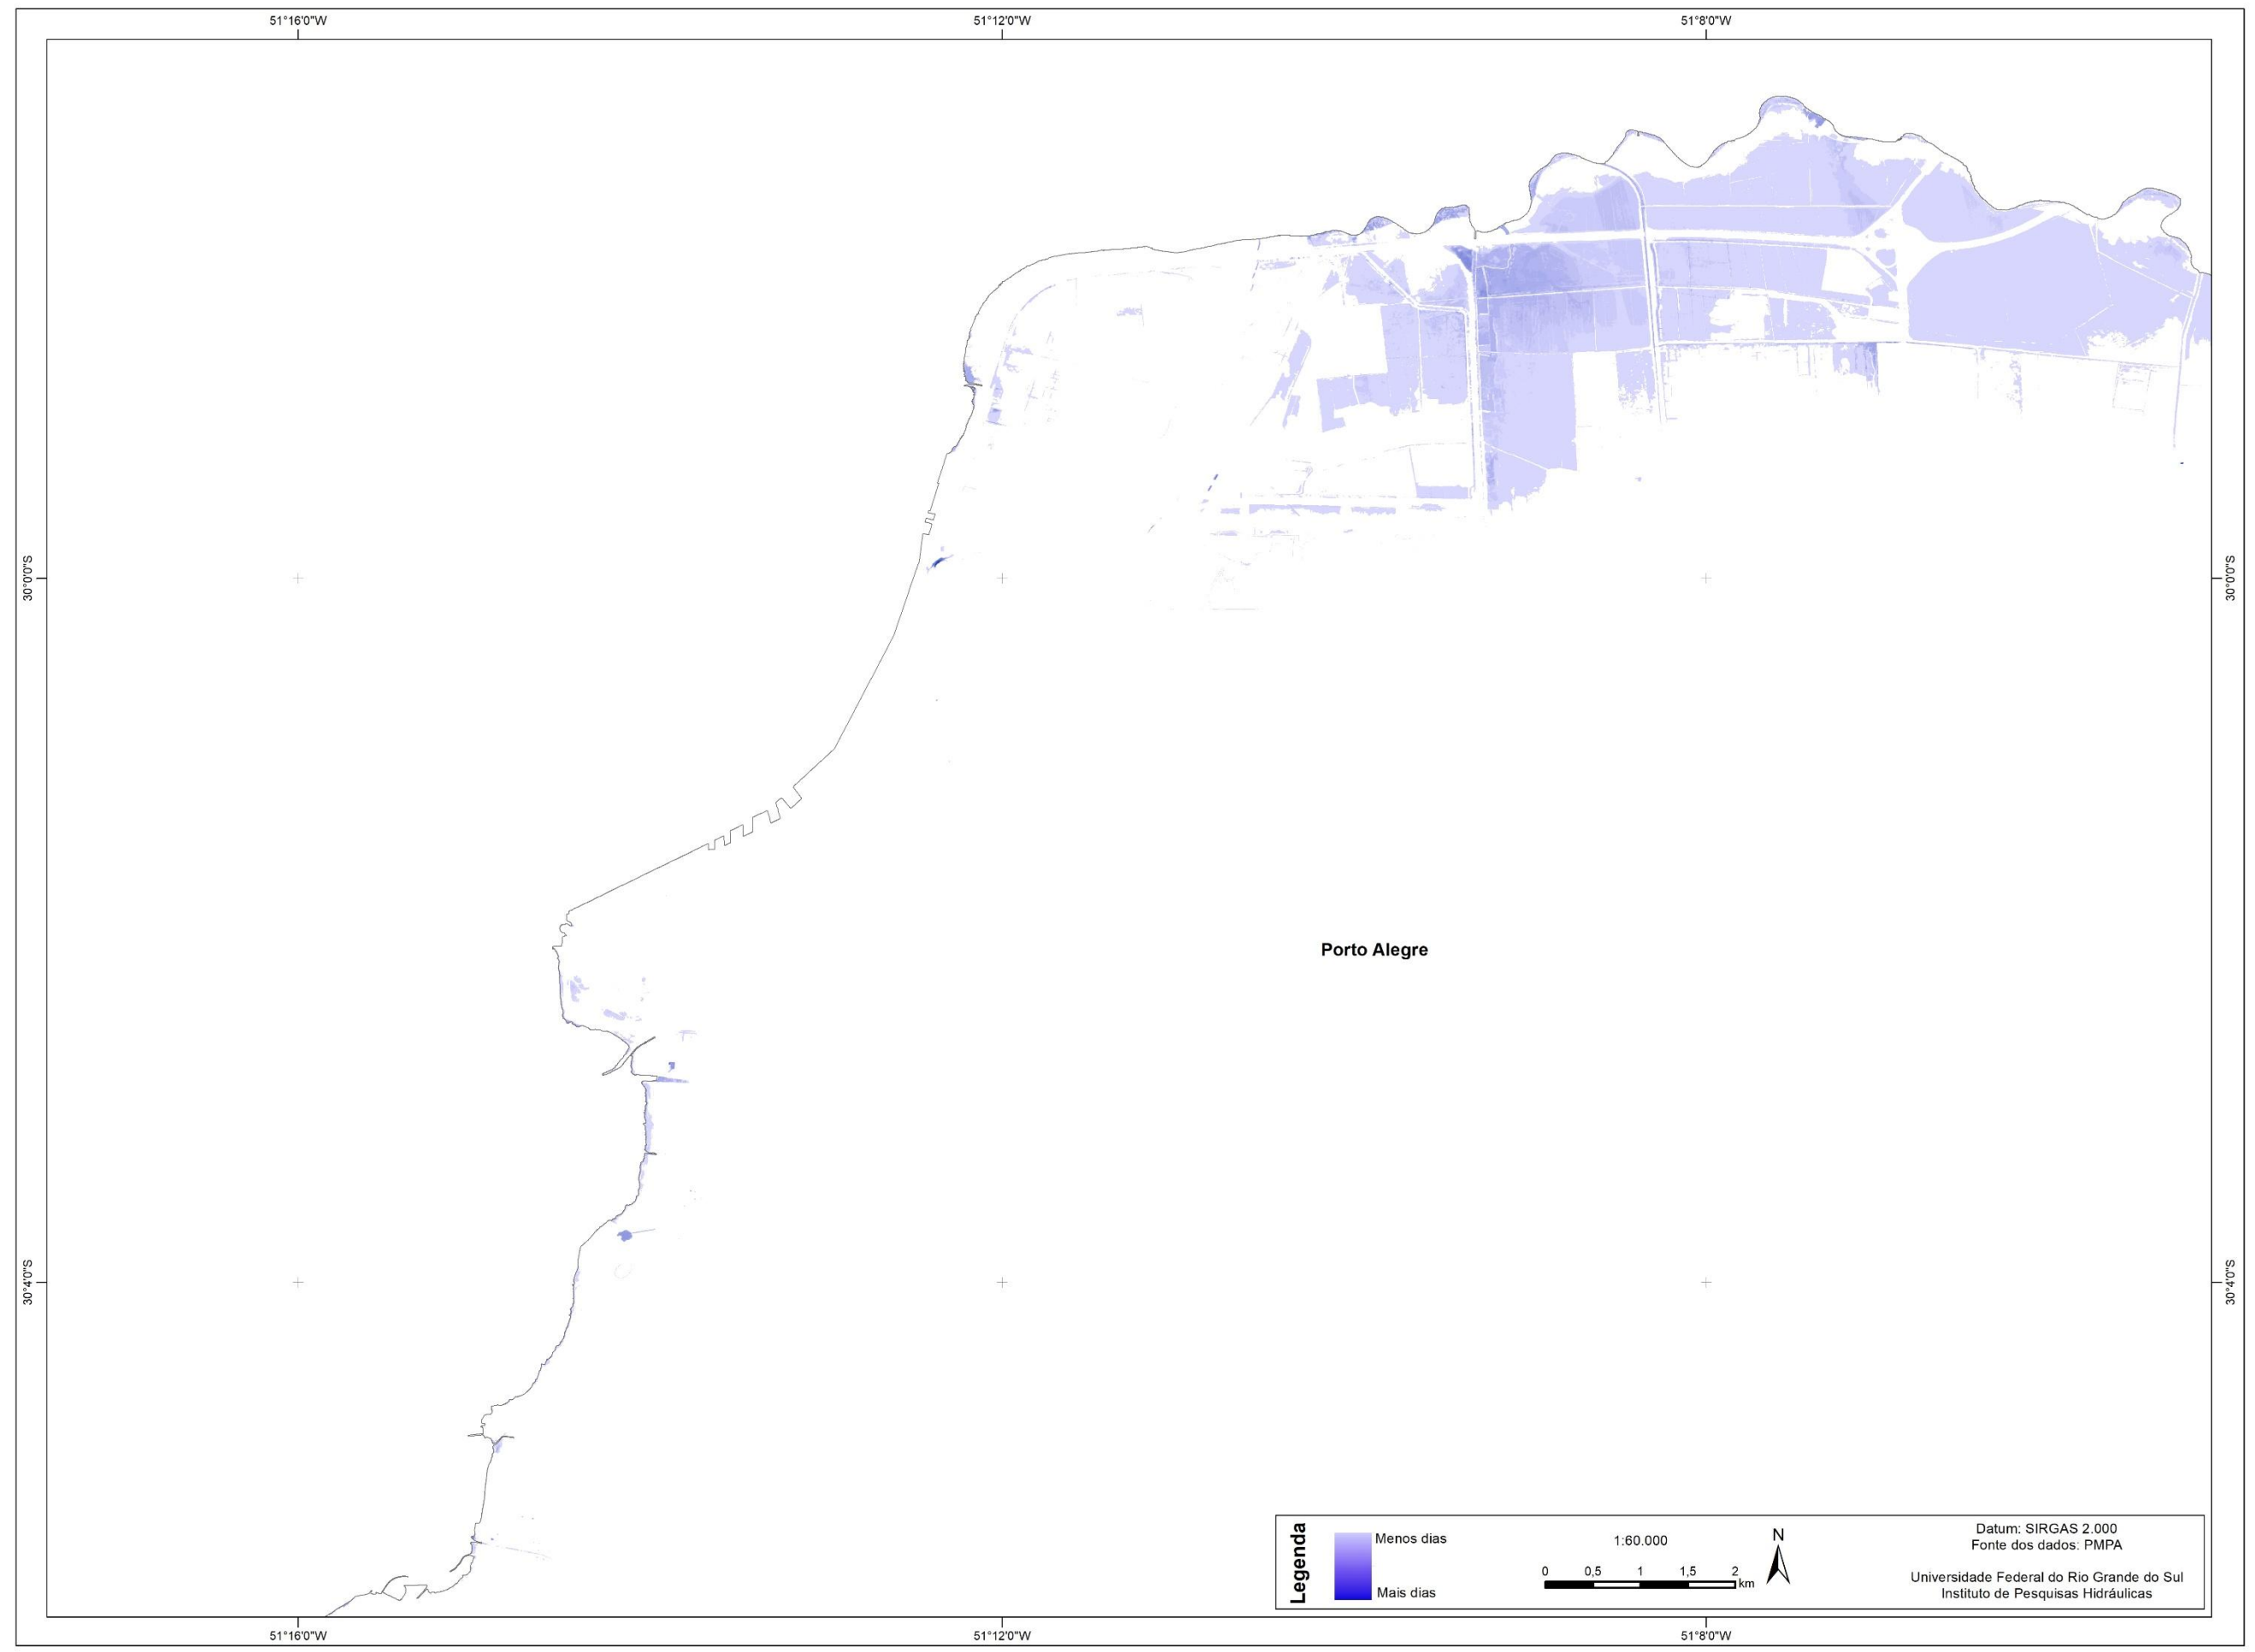 51°16'0"W
51°12'0"W
51°8'0"W
30°0'0"S
30°0'0"S
Porto Alegre
30°4'0"S
30°4'0"S
Legenda
Menos dias
Mais dias
1:60.000
0 0,5 1 1,5 2
km
N
Datum: SIRGAS 2.000
Fonte dos dados: PMPA
Universidade Federal do Rio Grande do Sul
Instituto de Pesquisas Hidráulicas
51°16'0"W
51°12'0"W
51°8'0"W